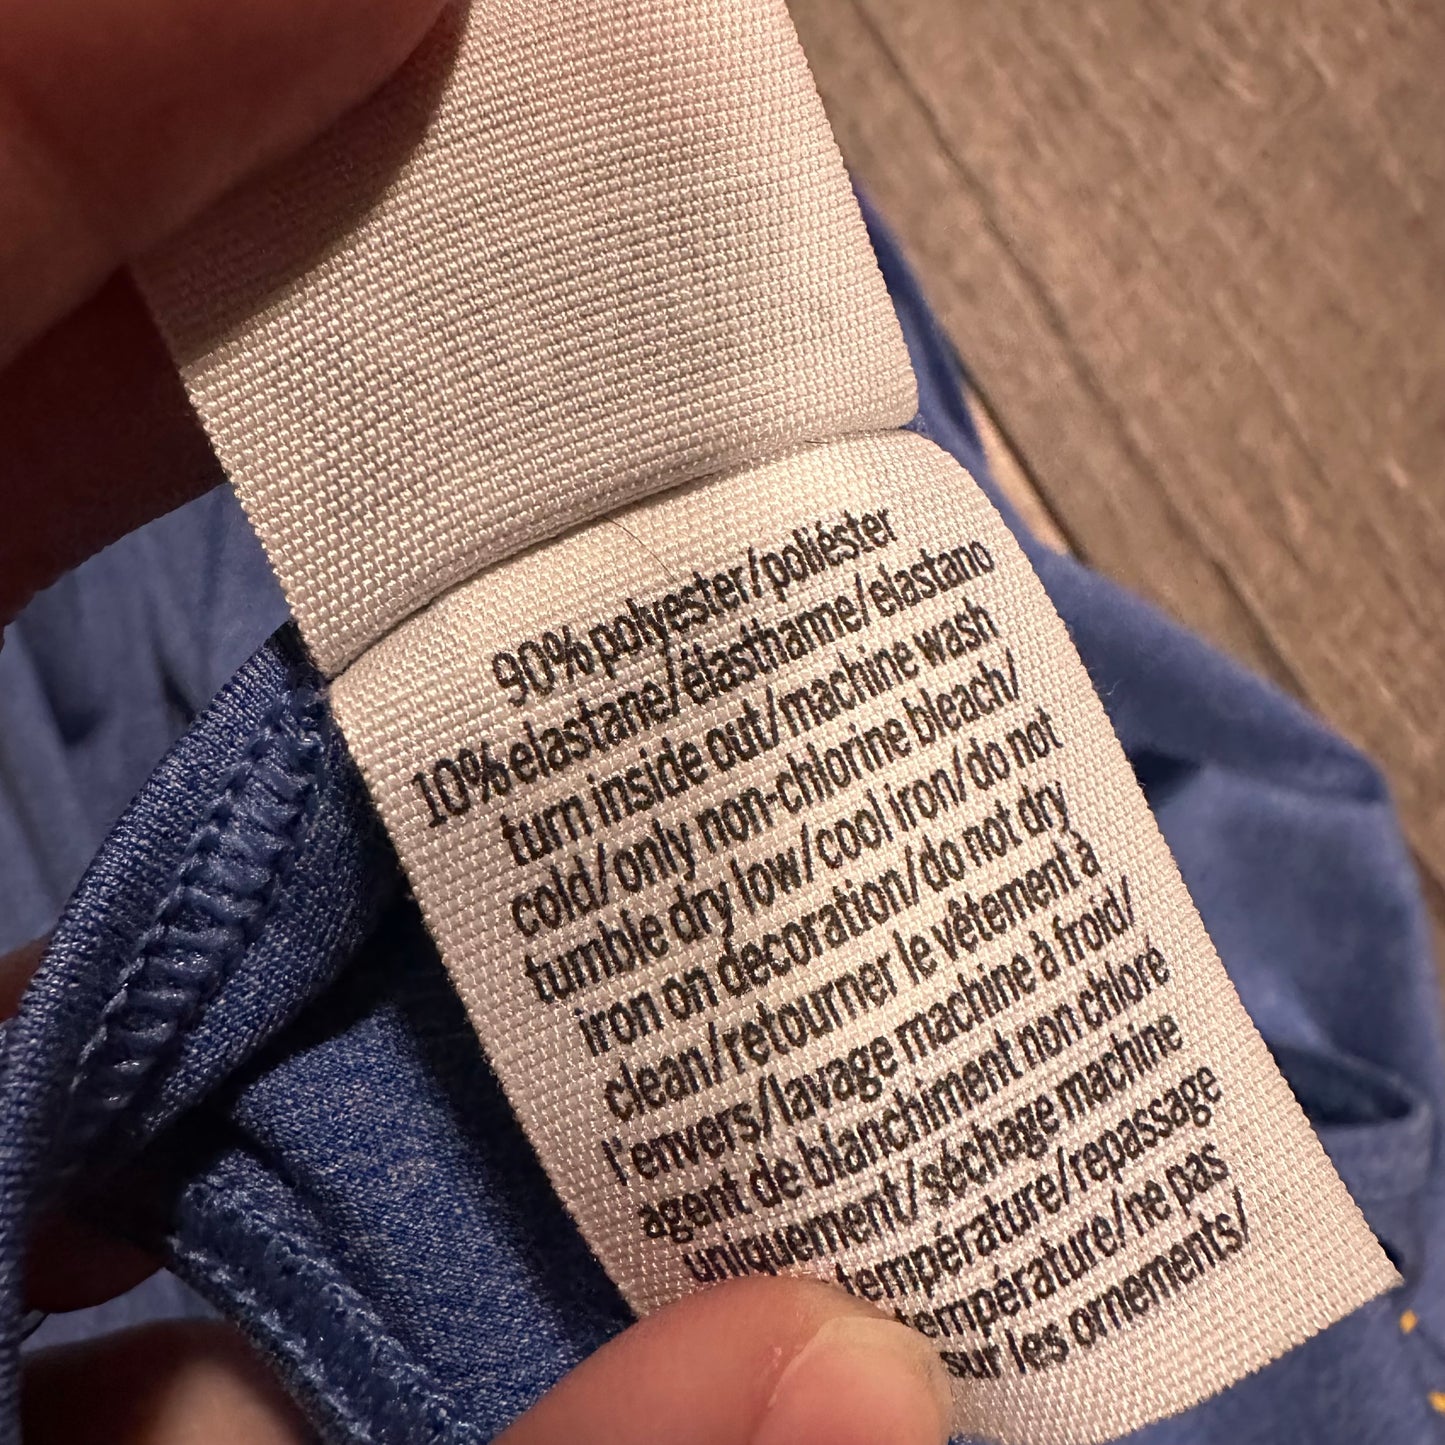 90% polyester/poliéster
10% elastane/élasthanne/elastano
turn inside out/machine wash
cold/only non-chlorine bleach/
tumble dry low/cool iron/do not
iron on decoration/do not dry
clean/retourner le vêtement à
l'envers/lavage machine à froid/
agent de blanchiment non chloré
uniquement/séchage machine
température/repassage
température/ne pas
sur les ornements/